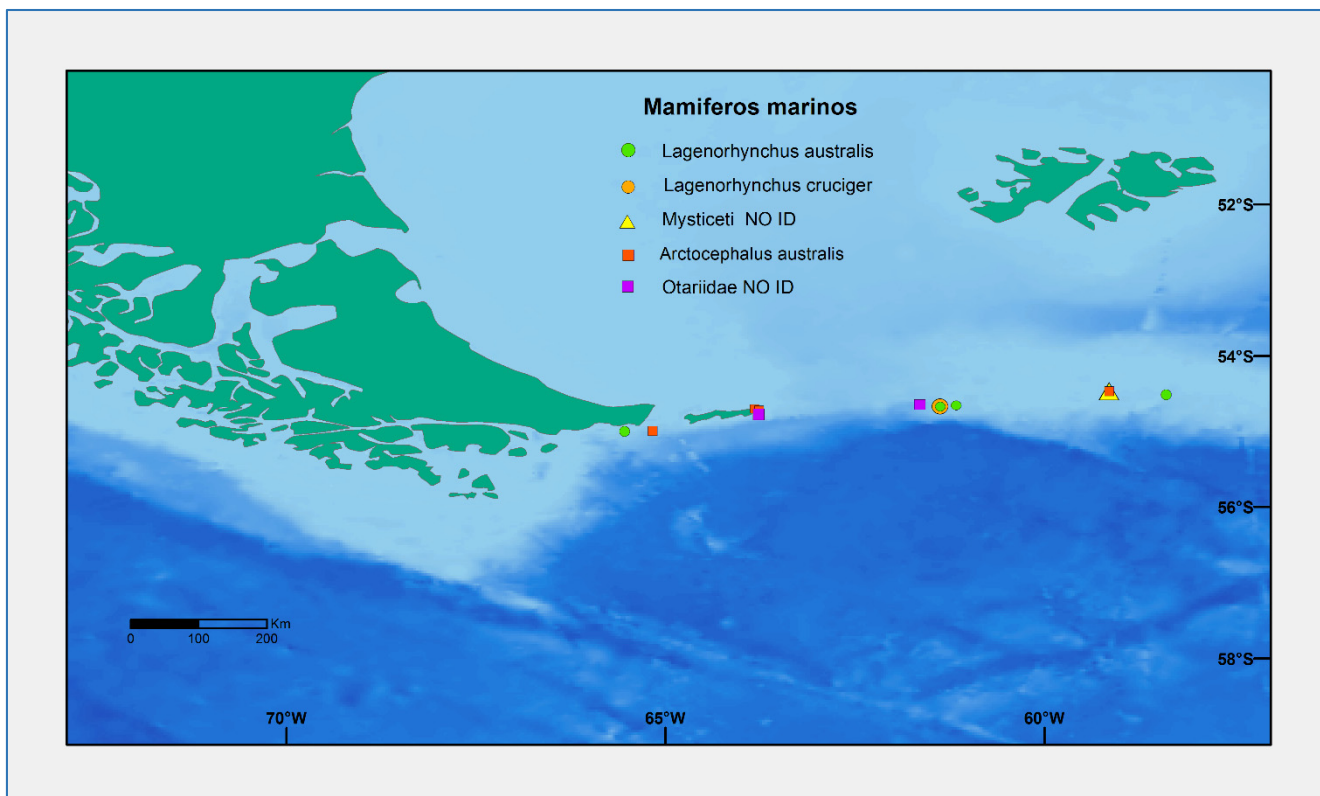 Mamiferos marinos
Lagenorhynchus australis
Lagenorhynchus cruciger
Mysticeti NO ID
Arctocephalus australis
Otariidae NO ID
52°S
54°S
56°S
58°S
Km
0 100 200
70°W 65°W 60°W